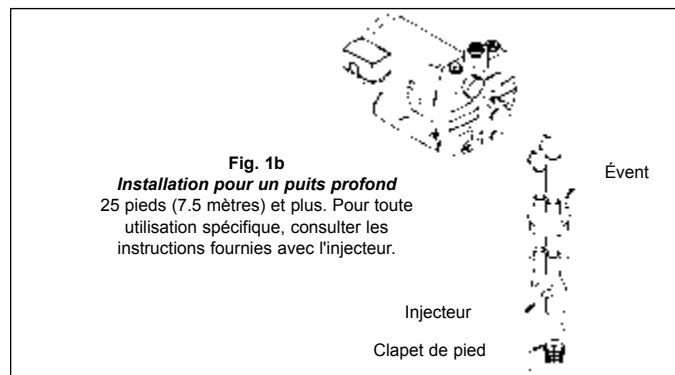 Fig. 1b
Installation pour un puits profond
25 pieds (7.5 mètres) et plus. Pour toute
utilisation spécifique, consulter les
instructions fournies avec l'injecteur.
Évent
Injecteur
Clapet de pied